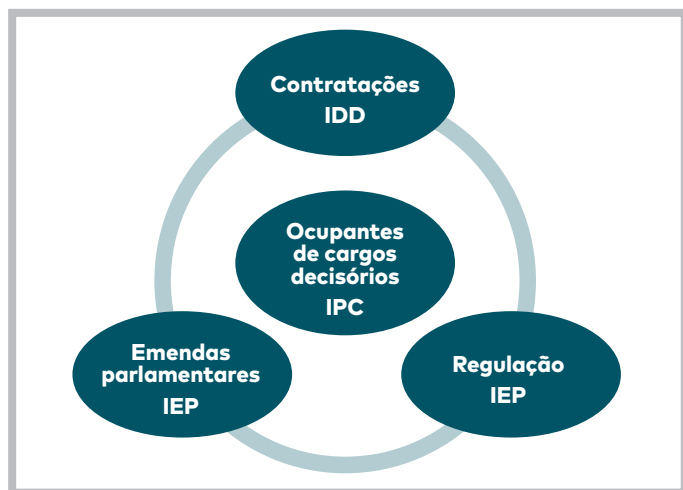 Contratações
IDD
Ocupantes
de cargos
decisórios
IPC
Emendas
parlamentares
IEP
Regulação
IEP